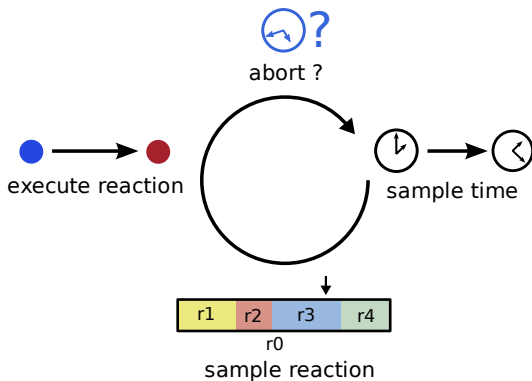 ?
abort ?
execute reaction
sample time
r1 r2 r3 r4
r0
sample reaction